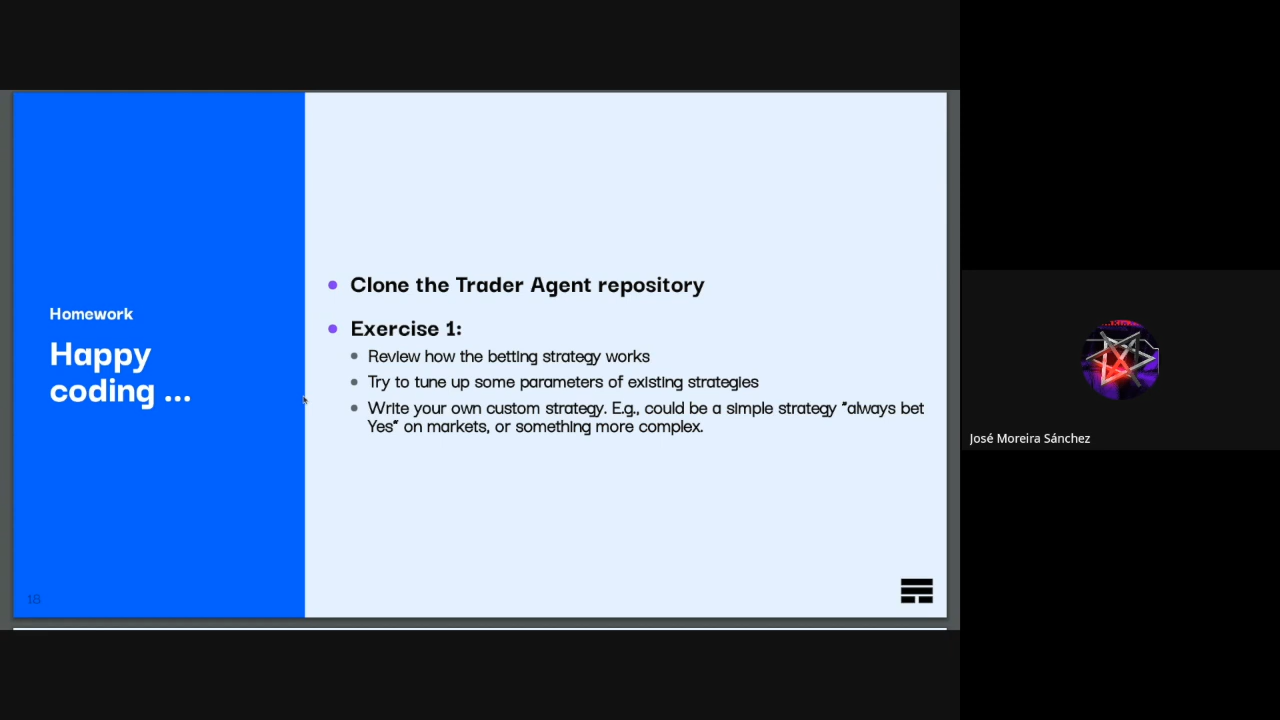 Homework
Happy
coding ...
Clone the Trader Agent repository
Exercise 1:
Review how the betting strategy works
Try to tune up some parameters of existing strategies
Write your own custom strategy. E.g., could be a simple strategy "always bet
Yes" on markets, or something more complex.
18
José Moreira Sánchez